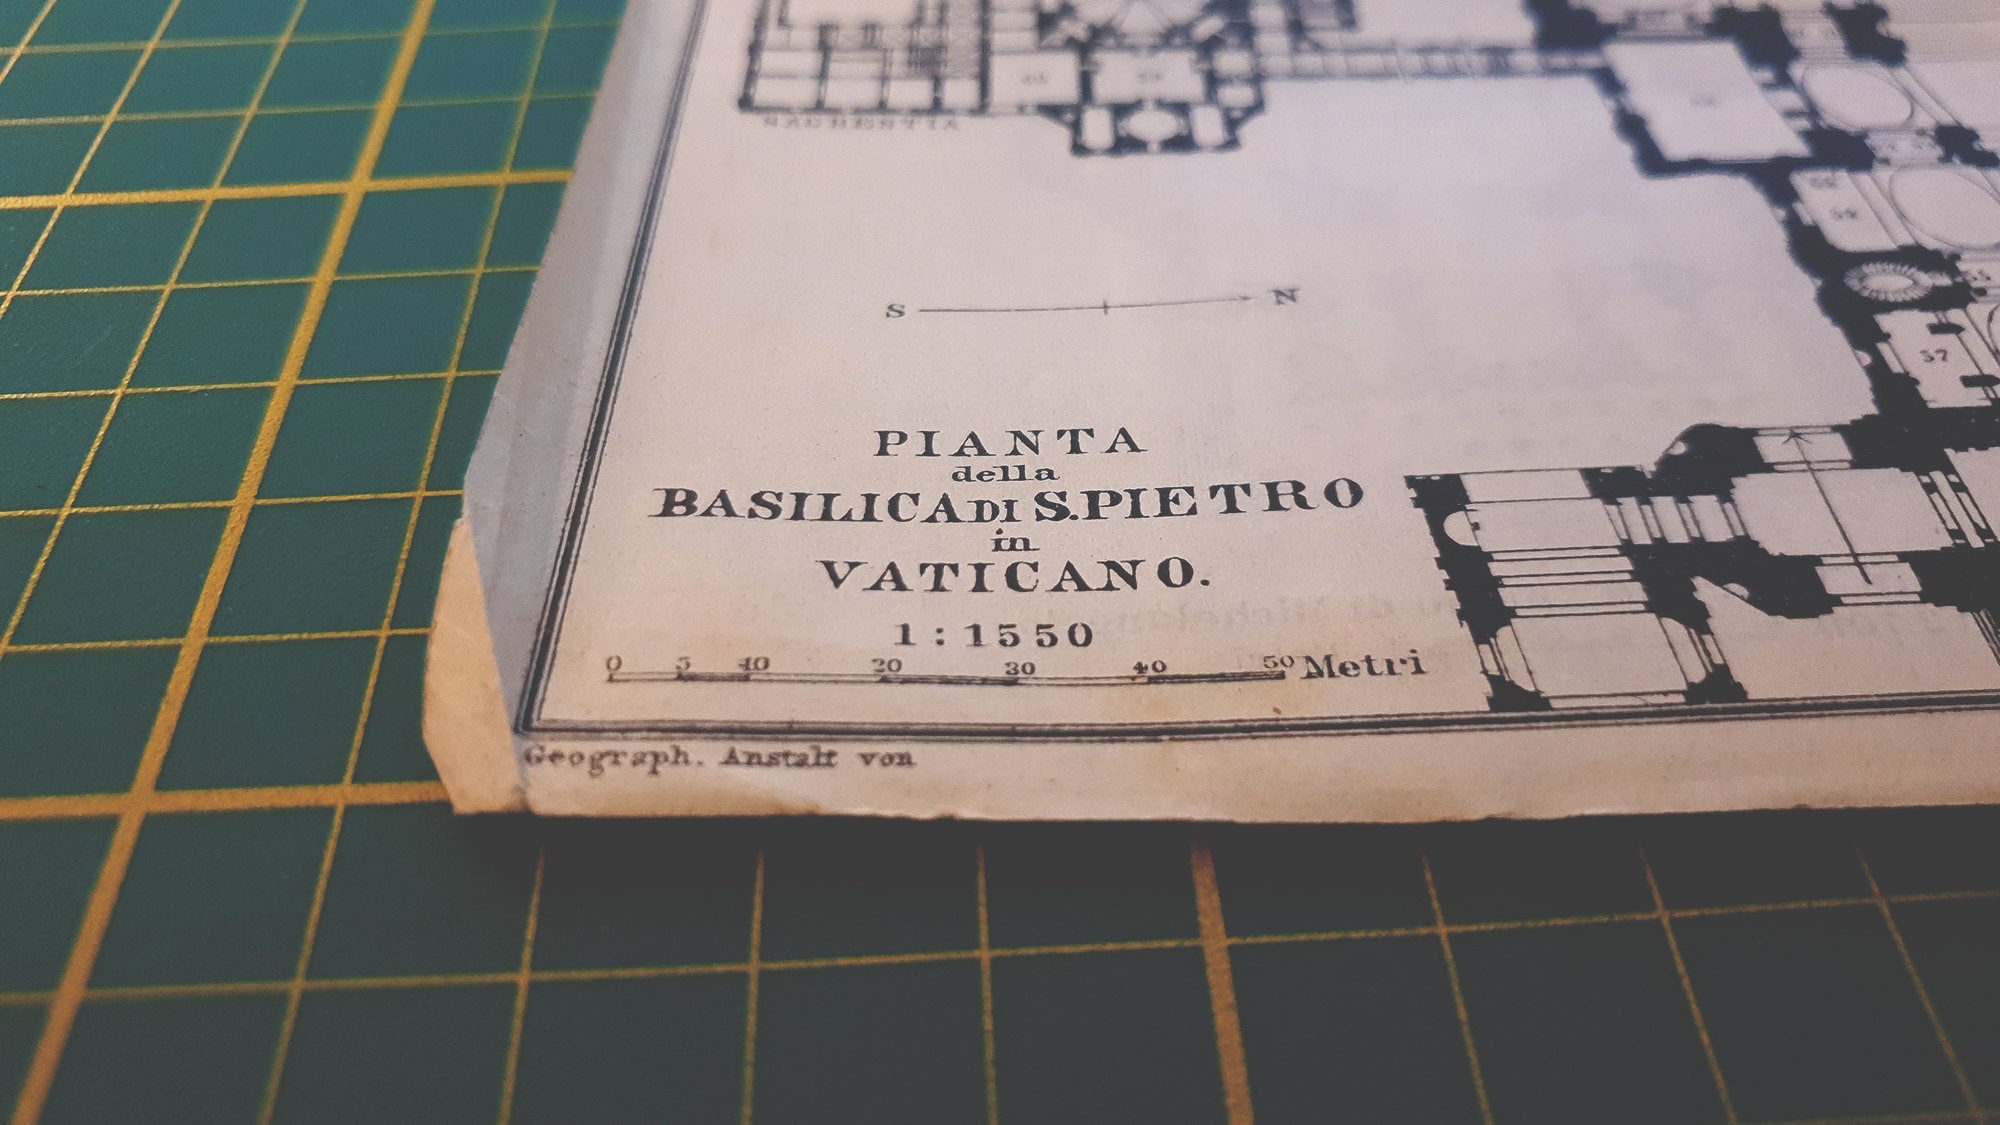 SAGRESTIA
S N
37
PIANTA
della
BASILICA DI S. PIETRO
in
VATICANO.
1:1550
0 5 10 20 30 40 50 Metri
Geograph. Anstalt von